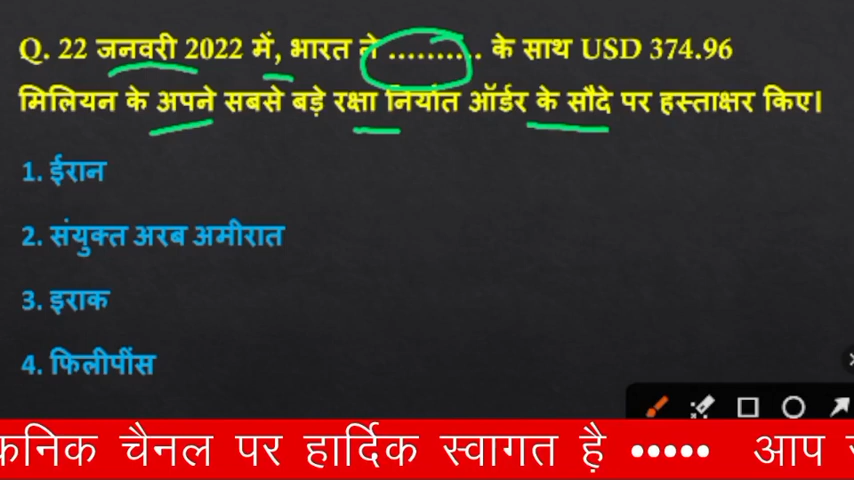 Q. 22 जनवरी 2022 में, भारत ने ........... के साथ USD 374.96
मिलियन के अपने सबसे बड़े रक्षा निर्यात ऑर्डर के सौदे पर हस्ताक्षर किए।
1. ईरान
2. संयुक्त अरब अमीरात
3. इराक
4. फिलीपींस
चैनल पर हार्दिक स्वागत है ••••• आप